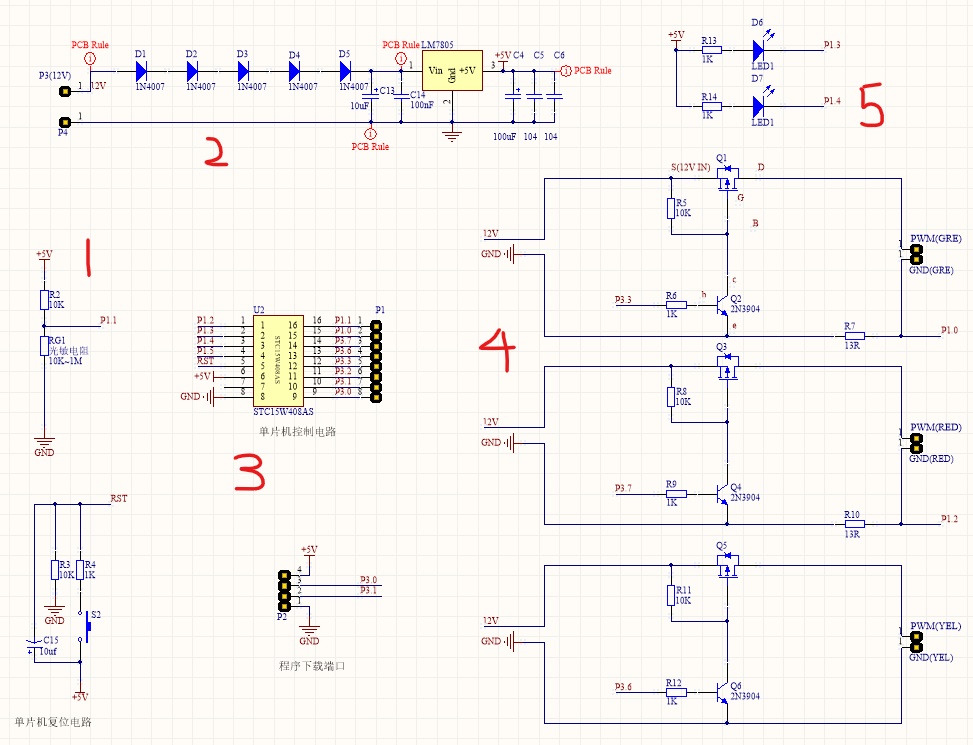 PCB Rule
D1
D2
D3
D4
D5
PCB Rule
LM7805
+5V
C4
C5
C6
P3(12V)
1
12V
1N4007
1N4007
1N4007
1N4007
1N4007
1
Vin
Gnd
+5V
3
PCB Rule
C13
10uF
C14
100nF
2
P4
1
PCB Rule
100uF
104
104
2
+5V
R13
1K
D6
LED1
P1.3
R14
1K
D7
LED1
P1.4
5
+5V
R2
10K
P1.1
RG1
光敏电阻
10K~1M
GND
1
U2
P1
P1.2 1 1 16 16 P1.1 1
P1.3 2 2 15 15 P1.0 2
P1.4 3 3 14 14 P3.7 3
P1.5 4 4 13 13 P3.6 4
RST 5 5 12 12 P3.3 5
+5V 6 6 11 11 P3.2 6
7 7 10 10 P3.1 7
GND 8 8 9 9 P3.0 8
STC15W408AS
STC15W408AS
单片机控制电路
3
Q1
S(12V IN)
D
G
R5
10K
B
12V
GND
PWM(GRE)
1
1
GND(GRE)
c
P3.3
R6
1K
b
Q2
2N3904
e
R7
13R
P1.0
4
Q3
R8
10K
12V
GND
PWM(RED)
1
1
GND(RED)
P3.7
R9
1K
Q4
2N3904
R10
13R
P1.2
Q5
R11
10K
12V
GND
PWM(YEL)
1
1
GND(YEL)
P3.6
R12
1K
Q6
2N3904
RST
R3
10K
R4
1K
GND
S2
C15
10uf
+5V
单片机复位电路
+5V
4
3
2
1
P3.0
P3.1
P2
GND
程序下载端口